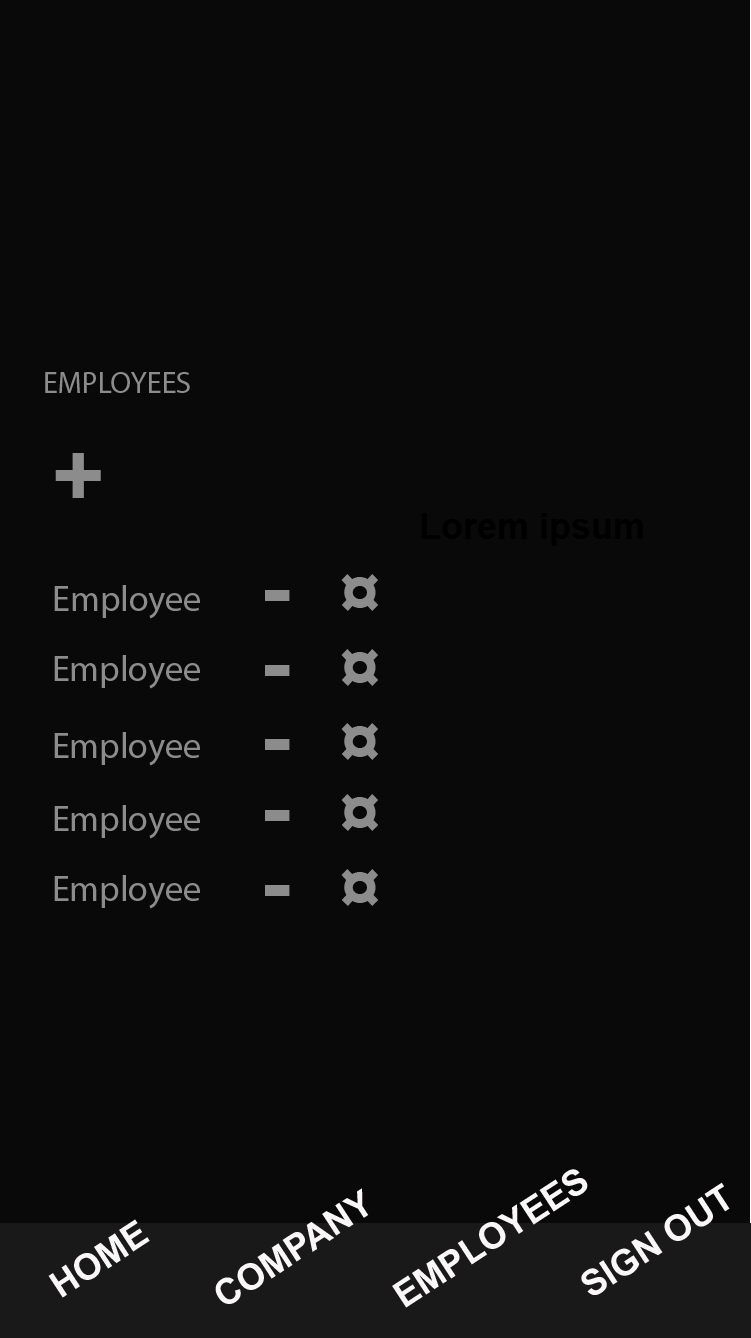 EMPLOYEES
+
Lorem ipsum
Employee - ¤
Employee - ¤
Employee - ¤
Employee - ¤
Employee - ¤
HOME
COMPANY
EMPLOYEES
SIGN OUT